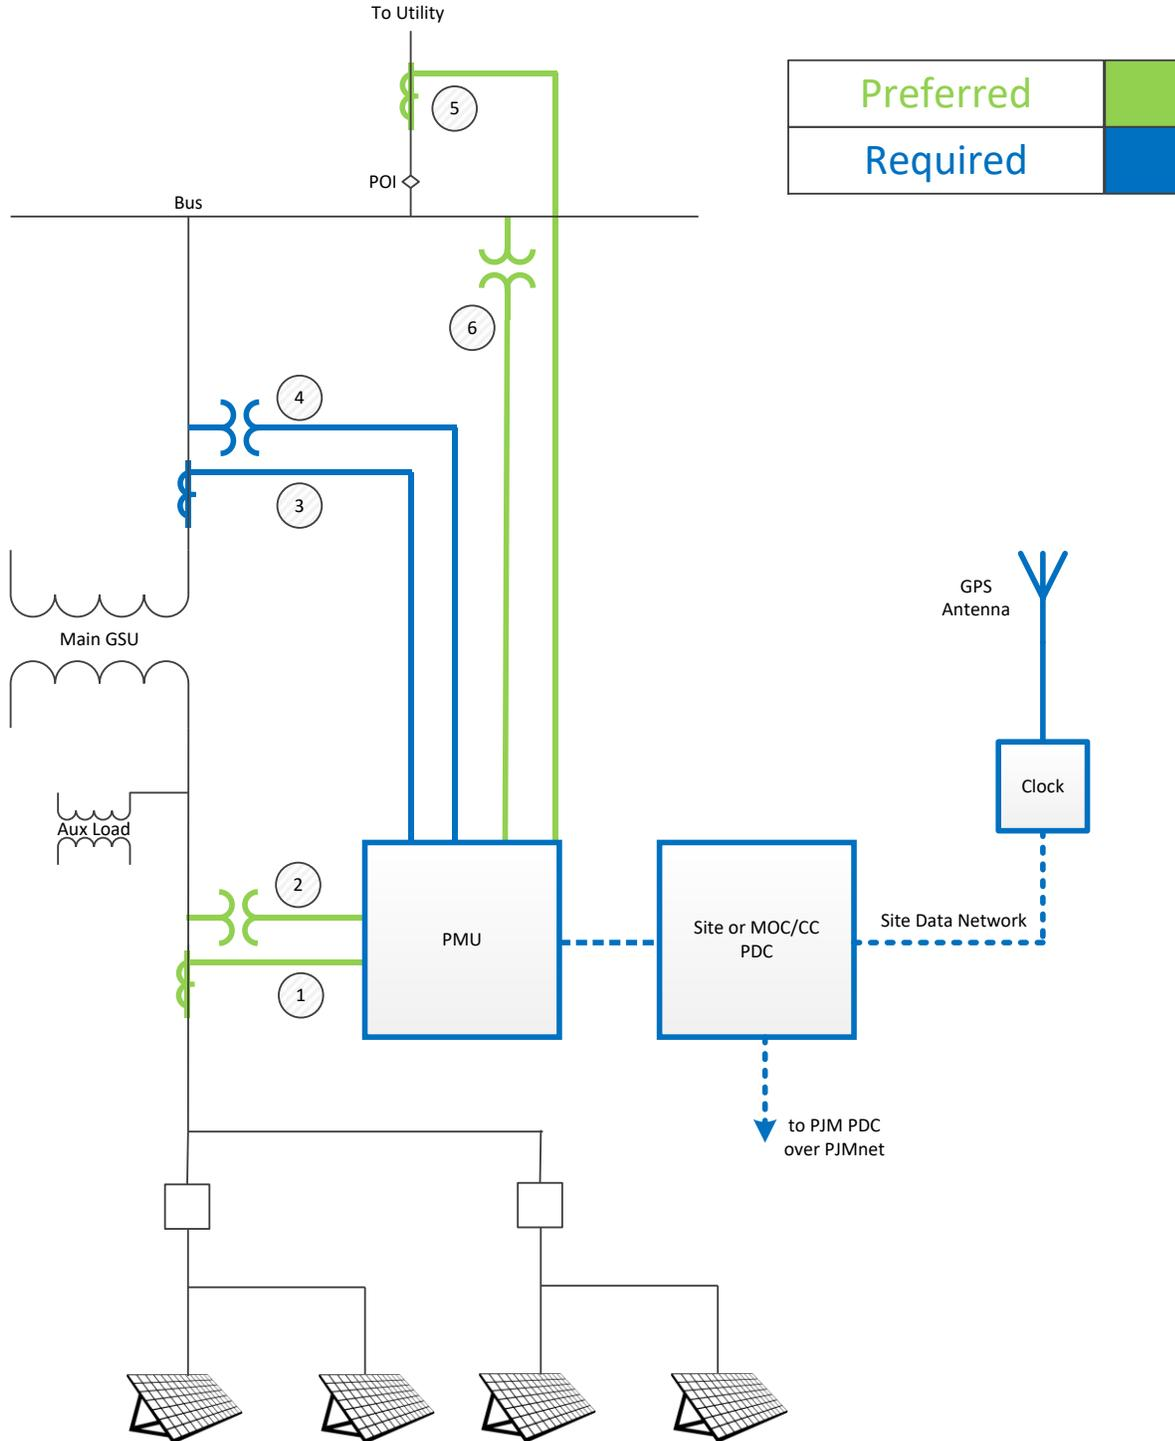 To Utility
Preferred
5
Required
POI
Bus
6
4
3
GPS
Antenna
Main GSU
Clock
Aux Load
2
Site Data Network
PMU
Site or MOC/CC
PDC
1
to PJM PDC
over PJMnet